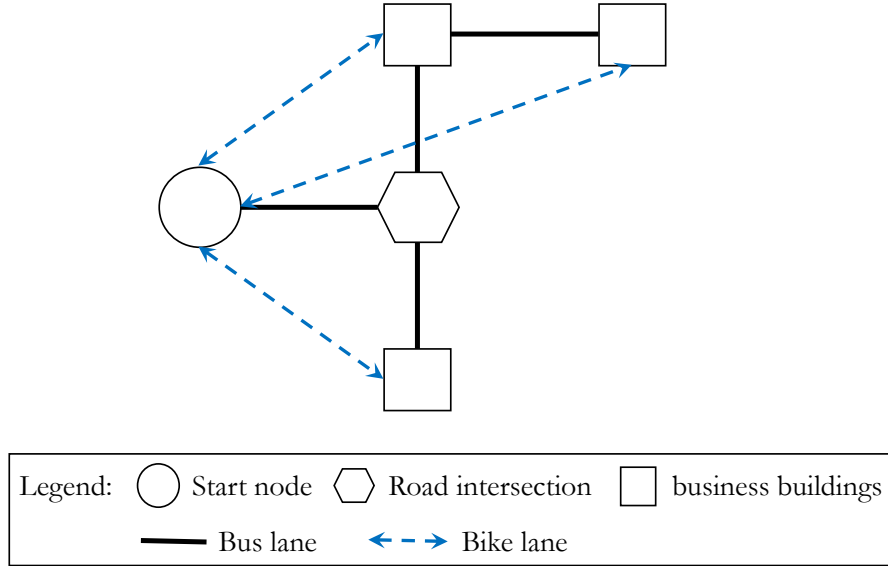 Legend: Start node Road intersection business buildings
Bus lane Bike lane